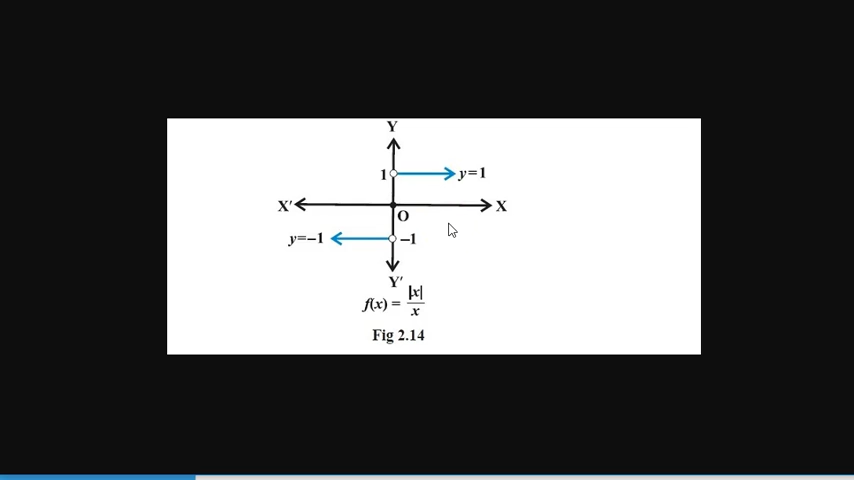 Y
1
y=1
X′
X
O
y=–1
–1
Y′
f(x) = |x|/x
Fig 2.14